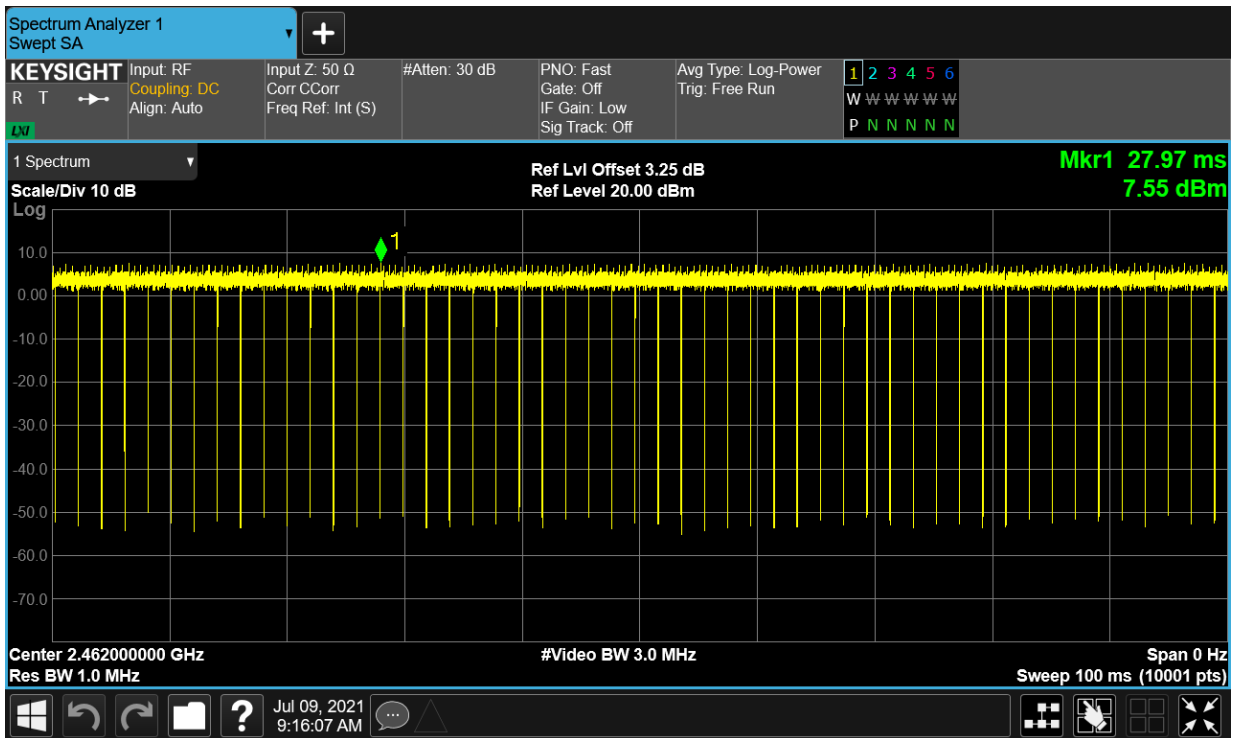 Spectrum Analyzer 1
Swept SA
+
KEYSIGHT
R T
LXI
Input: RF
Coupling: DC
Align: Auto
Input Z: 50 Ω
Corr CCorr
Freq Ref: Int (S)
#Atten: 30 dB
PNO: Fast
Gate: Off
IF Gain: Low
Sig Track: Off
Avg Type: Log-Power
Trig: Free Run
1 2 3 4 5 6
W W W W W W
P N N N N N
1 Spectrum
Scale/Div 10 dB
Log
Ref Lvl Offset 3.25 dB
Ref Level 20.00 dBm
Mkr1 27.97 ms
7.55 dBm
1
10.0
0.00
-10.0
-20.0
-30.0
-40.0
-50.0
-60.0
-70.0
Center 2.462000000 GHz
Res BW 1.0 MHz
#Video BW 3.0 MHz
Span 0 Hz
Sweep 100 ms (10001 pts)
?
Jul 09, 2021
9:16:07 AM